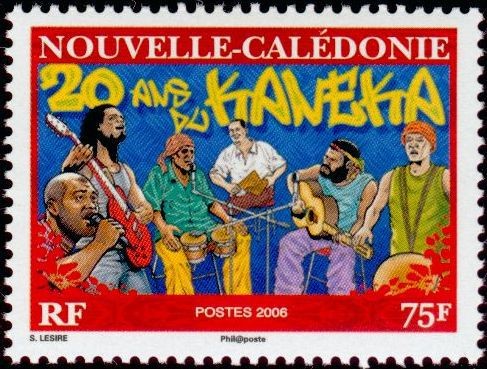 NOUVELLE-CALÉDONIE
20 ANS DU KANEKA
RF
POSTES 2006
75F
S. LESIRE
Phil@poste